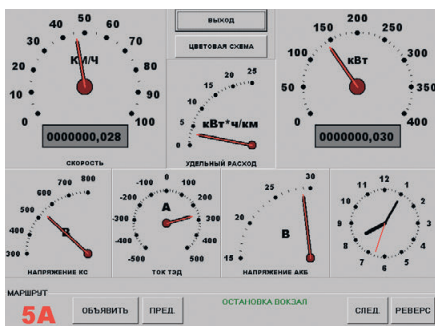 40 50 60
30 70
КМ/Ч
20 80
10 90
0 100
0000000,028
СКОРОСТЬ
ВЫХОД
ЦВЕТОВАЯ СХЕМА
20 25
15
10
5 кВт*ч/км
0
УДЕЛЬНЫЙ РАСХОД
150 200 250
100 300
кВт
50 350
0 400
0000000,030
700 800
600
500
В
400
300
НАПРЯЖЕНИЕ КС
-100 0 100
-200 200
А
-300 300
-500 500
ТОК ТЭД
30
25
20
В
15
НАПРЯЖЕНИЕ АКБ
11 12 1
10 2
9 3
8 4
7 6 5
МАРШРУТ
5А
ОБЪЯВИТЬ
ПРЕД.
ОСТАНОВКА ВОКЗАЛ
СЛЕД.
РЕВЕРС